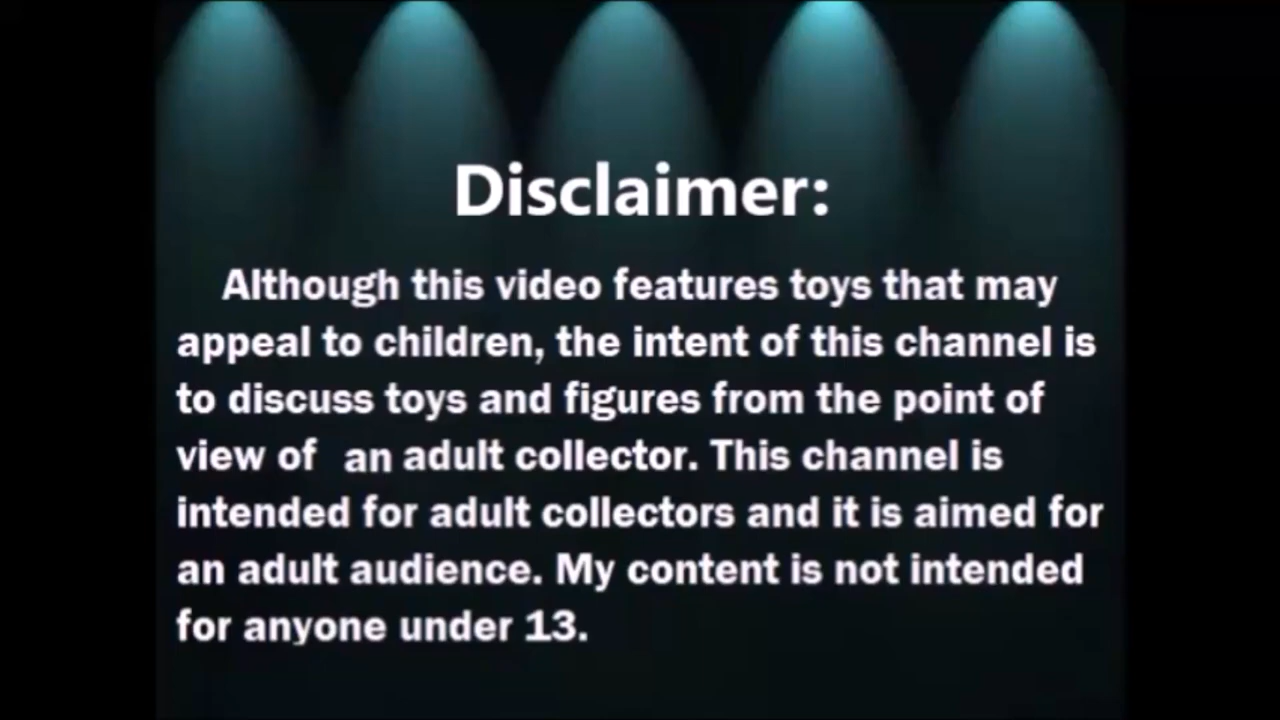 Disclaimer:
Although this video features toys that may
appeal to children, the intent of this channel is
to discuss toys and figures from the point of
view of an adult collector. This channel is
intended for adult collectors and it is aimed for
an adult audience. My content is not intended
for anyone under 13.